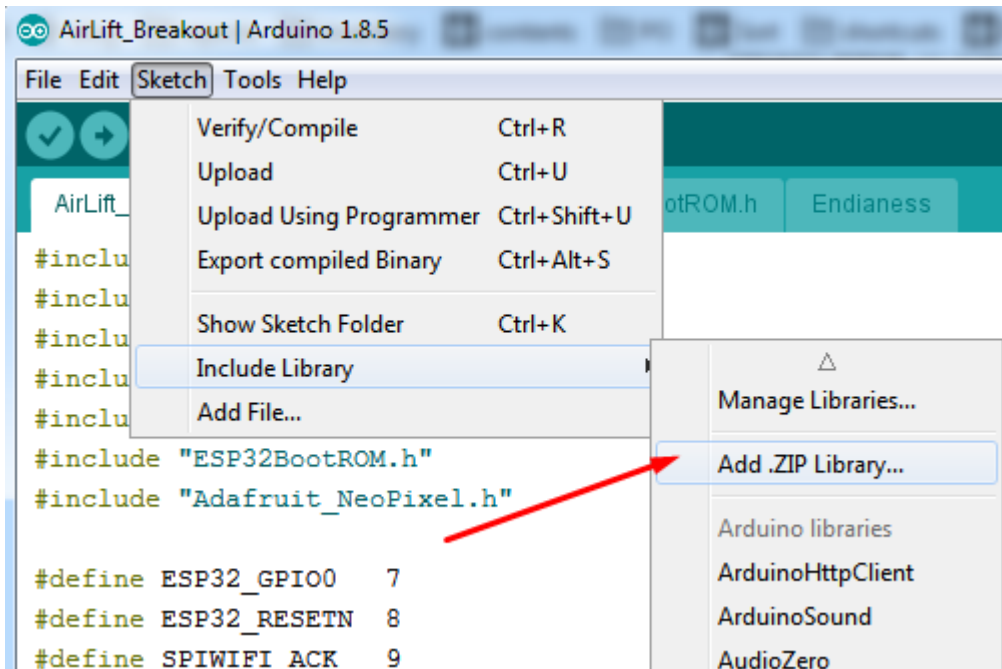 AirLift_Breakout | Arduino 1.8.5
File Edit Sketch Tools Help
Verify/Compile Ctrl+R
Upload Ctrl+U
AirLift_ Upload Using Programmer Ctrl+Shift+U otROM.h Endianess
#inclu Export compiled Binary Ctrl+Alt+S
#inclu
#inclu Show Sketch Folder Ctrl+K
#inclu Include Library
#inclu Add File...
Manage Libraries...
#include "ESP32BootROM.h"
Add .ZIP Library...
#include "Adafruit_NeoPixel.h"
Arduino libraries
#define ESP32_GPIO0 7 ArduinoHttpClient
#define ESP32_RESETN 8 ArduinoSound
#define SPIWIFI_ACK 9 AudioZero